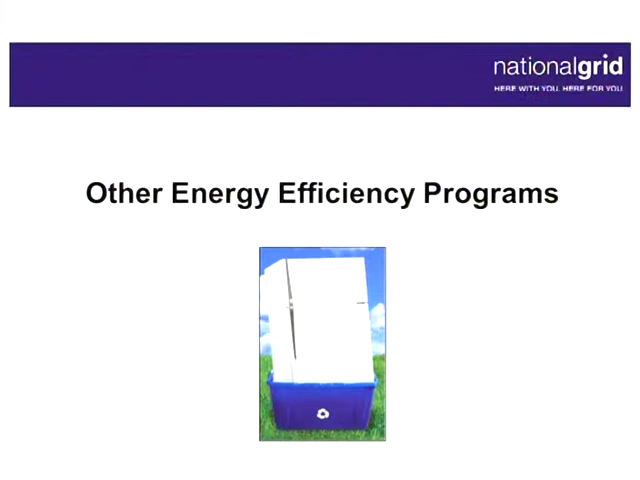 nationalgrid
HERE WITH YOU. HERE FOR YOU
Other Energy Efficiency Programs